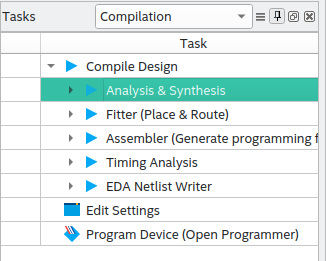 Tasks Compilation
Task
Compile Design
Analysis & Synthesis
Fitter (Place & Route)
Assembler (Generate programming f
Timing Analysis
EDA Netlist Writer
Edit Settings
Program Device (Open Programmer)